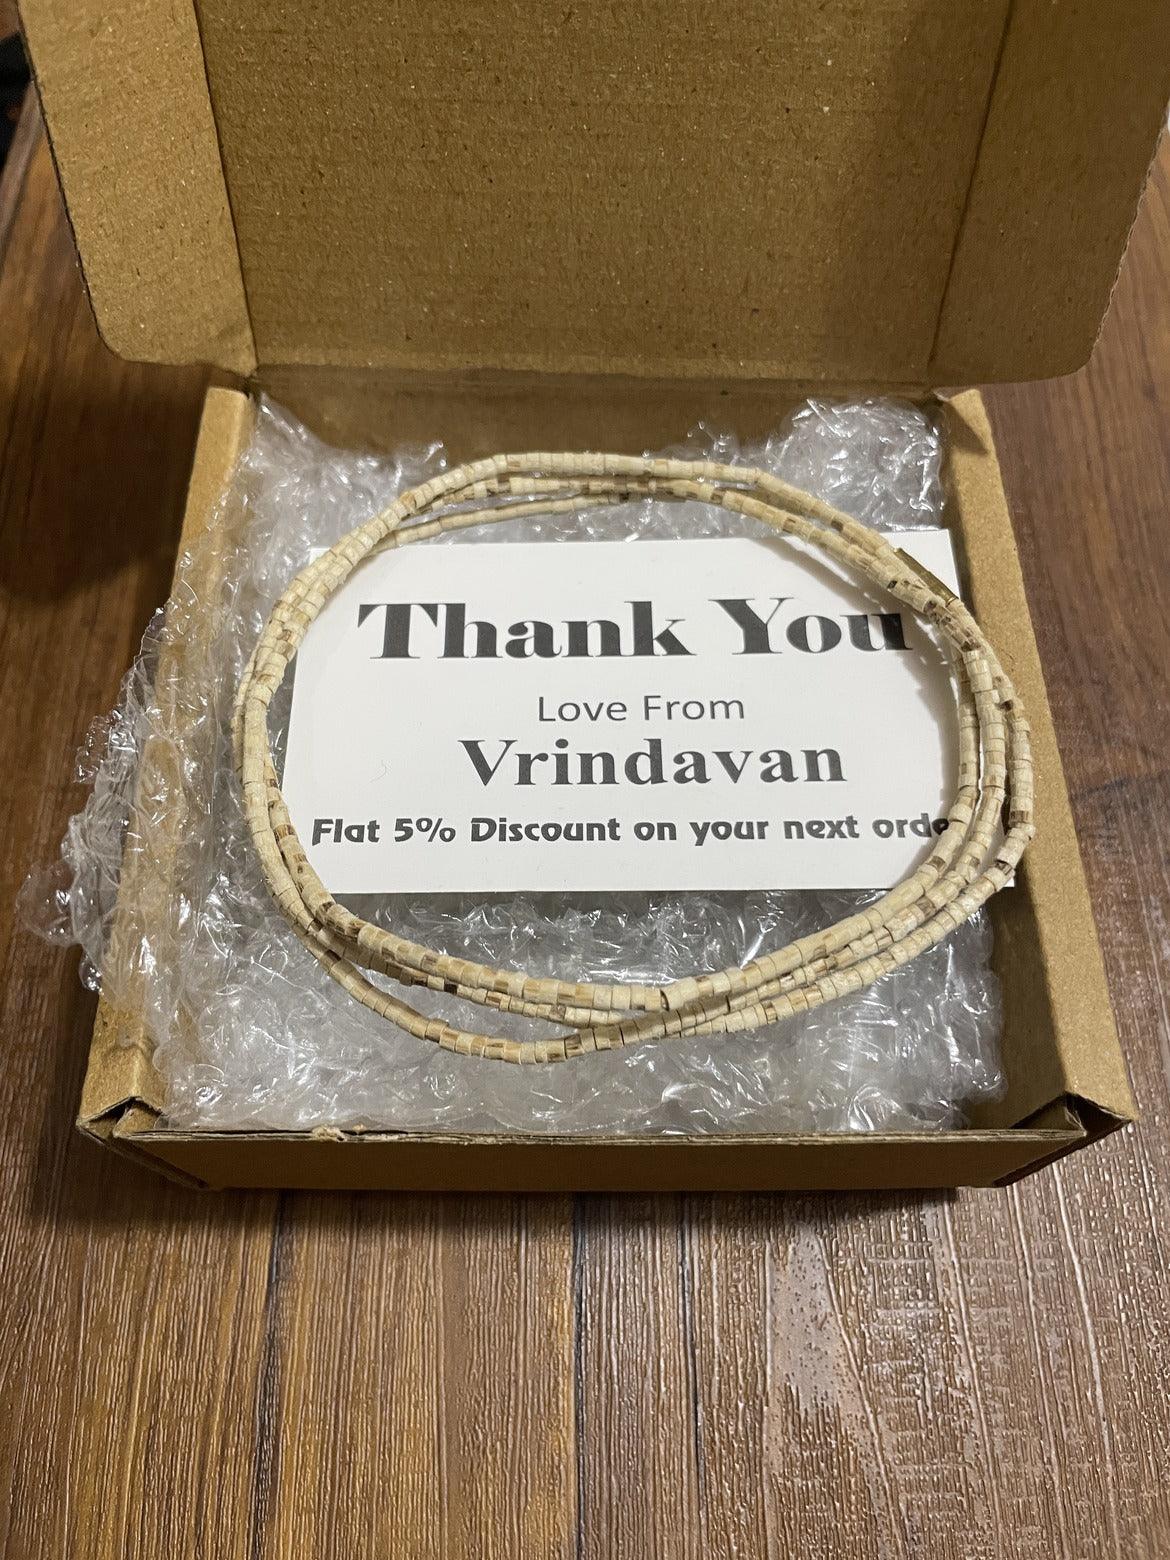 Thank You
Love From
Vrindavan
Flat 5% Discount on your next orde